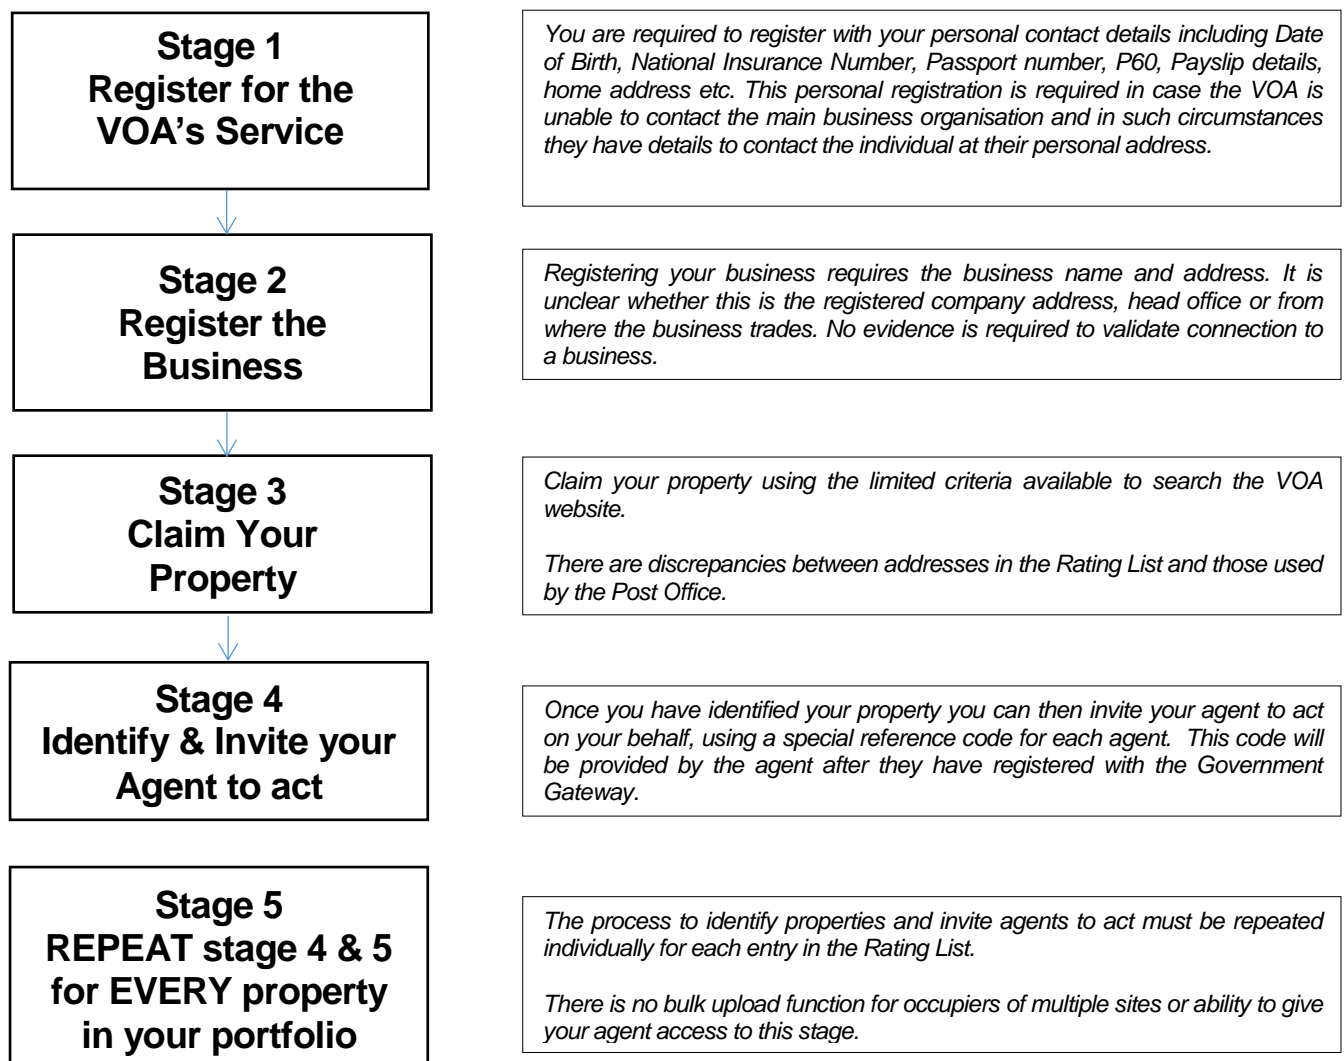 Stage 1
Register for the
VOA's Service
You are required to register with your personal contact details including Date
of Birth, National Insurance Number, Passport number, P60, Payslip details,
home address etc. This personal registration is required in case the VOA is
unable to contact the main business organisation and in such circumstances
they have details to contact the individual at their personal address.
Stage 2
Register the
Business
Registering your business requires the business name and address. It is
unclear whether this is the registered company address, head office or from
where the business trades. No evidence is required to validate connection to
a business.
Stage 3
Claim Your
Property
Claim your property using the limited criteria available to search the VOA
website.
There are discrepancies between addresses in the Rating List and those used
by the Post Office.
Stage 4
Identify & Invite your
Agent to act
Once you have identified your property you can then invite your agent to act
on your behalf, using a special reference code for each agent. This code will
be provided by the agent after they have registered with the Government
Gateway.
Stage 5
REPEAT stage 4 & 5
for EVERY property
in your portfolio
The process to identify properties and invite agents to act must be repeated
individually for each entry in the Rating List.
There is no bulk upload function for occupiers of multiple sites or ability to give
your agent access to this stage.